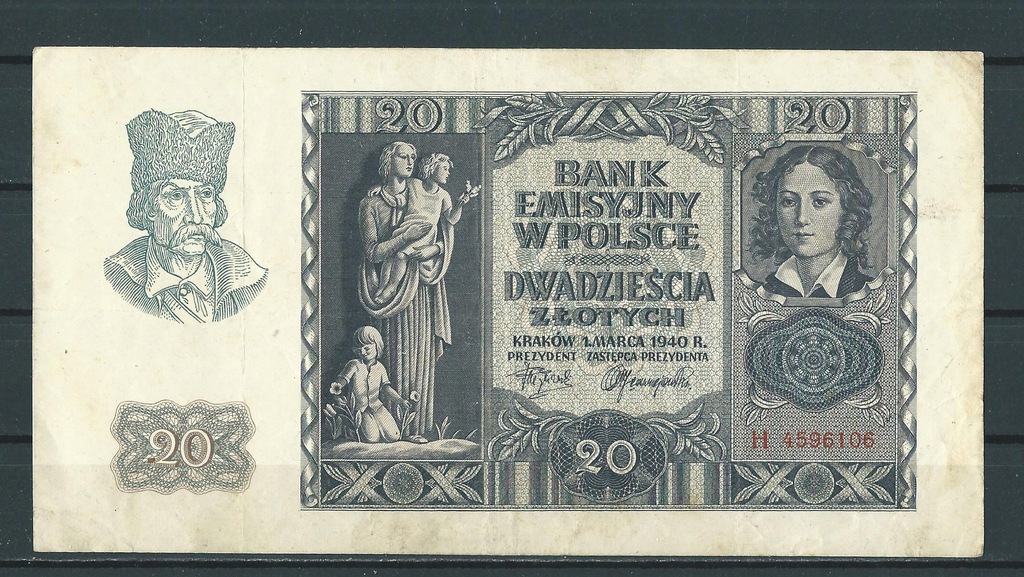 20
20
BANK
EMISYJNY
W POLSCE
DWADZIEŚCIA
ZŁOTYCH
KRAKÓW 1. MARCA 1940 R.
PREZYDENT ZASTĘPCA PREZYDENTA
H 4596106
20
20